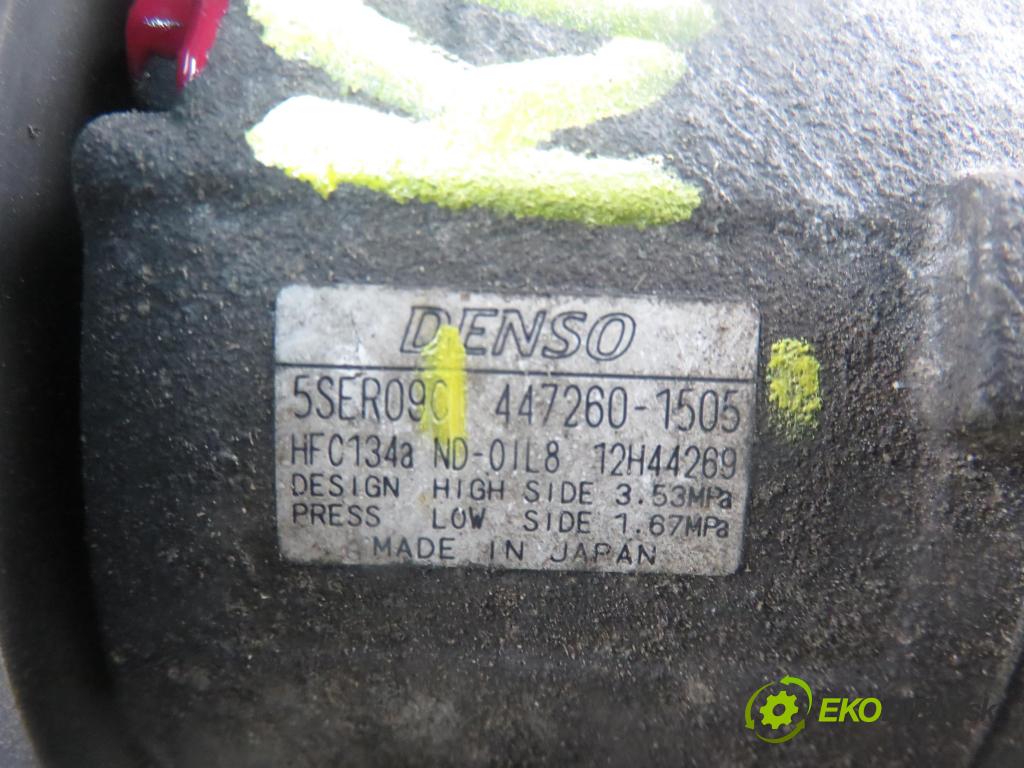 DENSO
5SER09C 447260-1505
HFC134a ND-OIL8 12H44269
DESIGN HIGH SIDE 3.53MPa
PRESS LOW SIDE 1.67MPa
MADE IN JAPAN
EKO